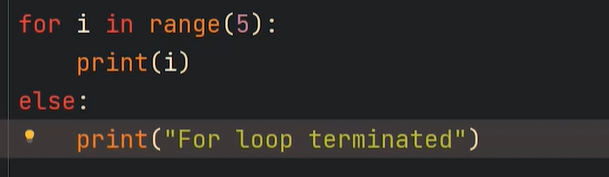 for i in range(5):
    print(i)
else:
    print("For loop terminated")